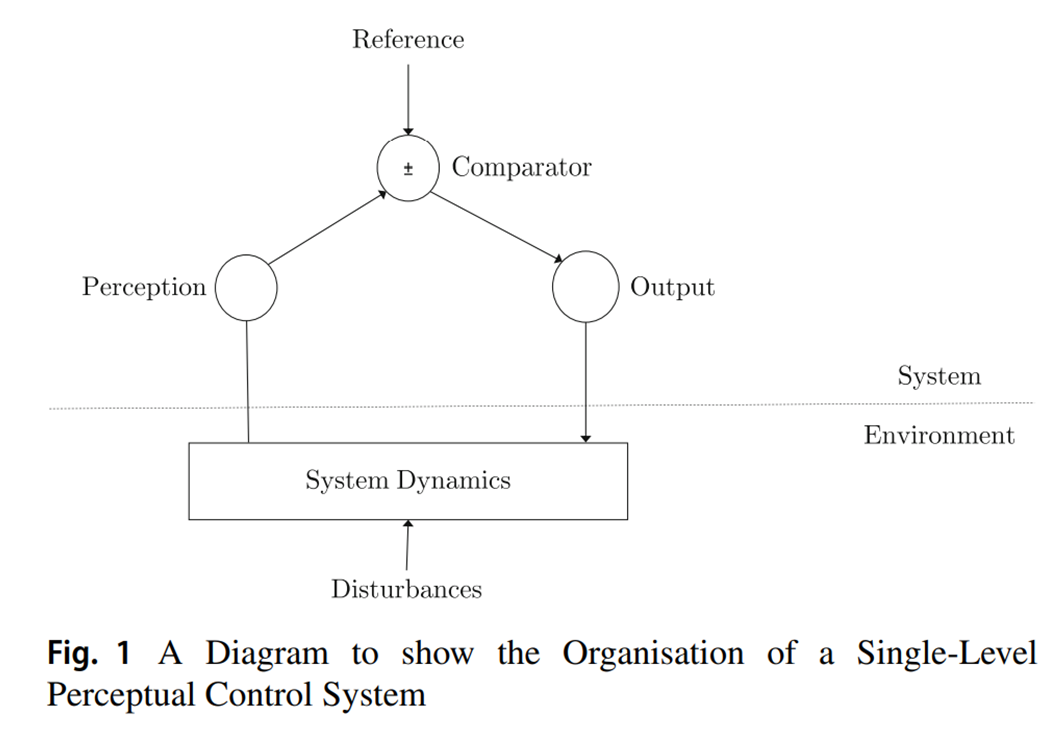 Reference
±
Comparator
Perception
Output
System
Environment
System Dynamics
Disturbances
Fig. 1 A Diagram to show the Organisation of a Single-Level
Perceptual Control System